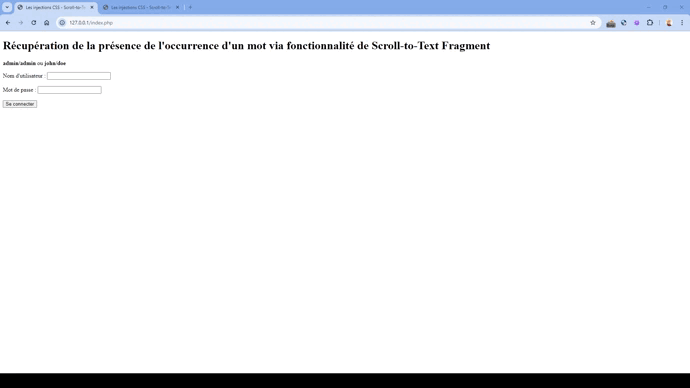 Les injections CSS - Scroll-to-Te
Les injections CSS - Scroll-to-Te
127.0.0.1/index.php
Récupération de la présence de l'occurrence d'un mot via fonctionnalité de Scroll-to-Text Fragment
admin/admin ou john/doe
Nom d'utilisateur :
Mot de passe :
Se connecter